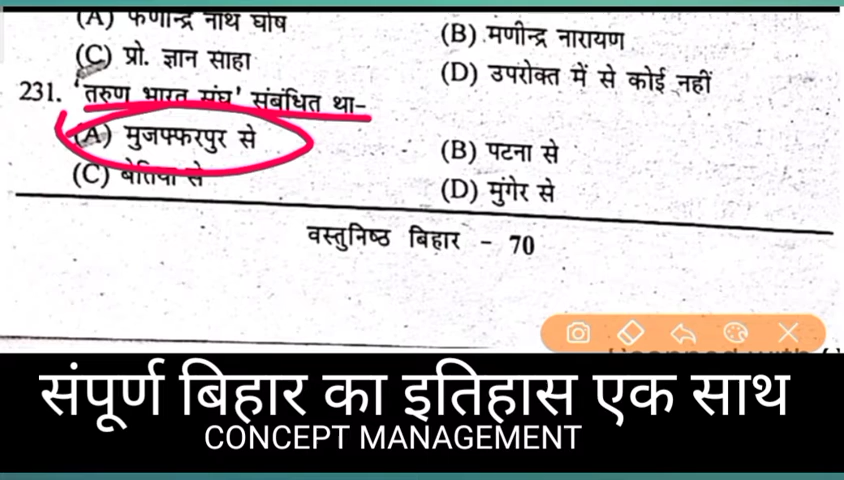 (A) फणीन्द्र नाथ घोष
(B) मणीन्द्र नारायण
(C) प्रो. ज्ञान साहा
(D) उपरोक्त में से कोई नहीं
231. 'तरुण भारत संघ' संबंधित था-
(A) मुजफ्फरपुर से
(B) पटना से
(C) बेतिया से
(D) मुंगेर से
वस्तुनिष्ठ बिहार - 70
संपूर्ण बिहार का इतिहास एक साथ
CONCEPT MANAGEMENT